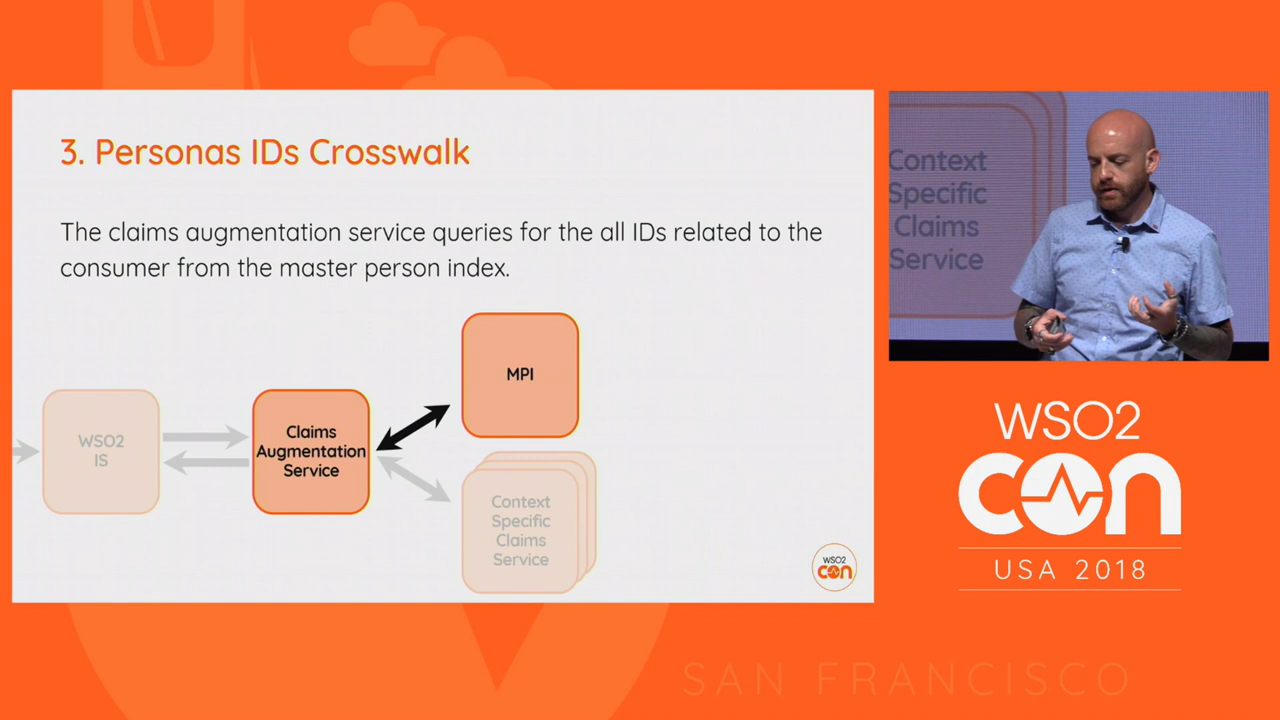 3. Personas IDs Crosswalk
The claims augmentation service queries for the all IDs related to the
consumer from the master person index.
MPI
WSO2
IS
Claims
Augmentation
Service
Context
Specific
Claims
Service
WSO2
con
Context
Specific
Claims
Service
WSO2
con
USA 2018
SAN FRANCISCO